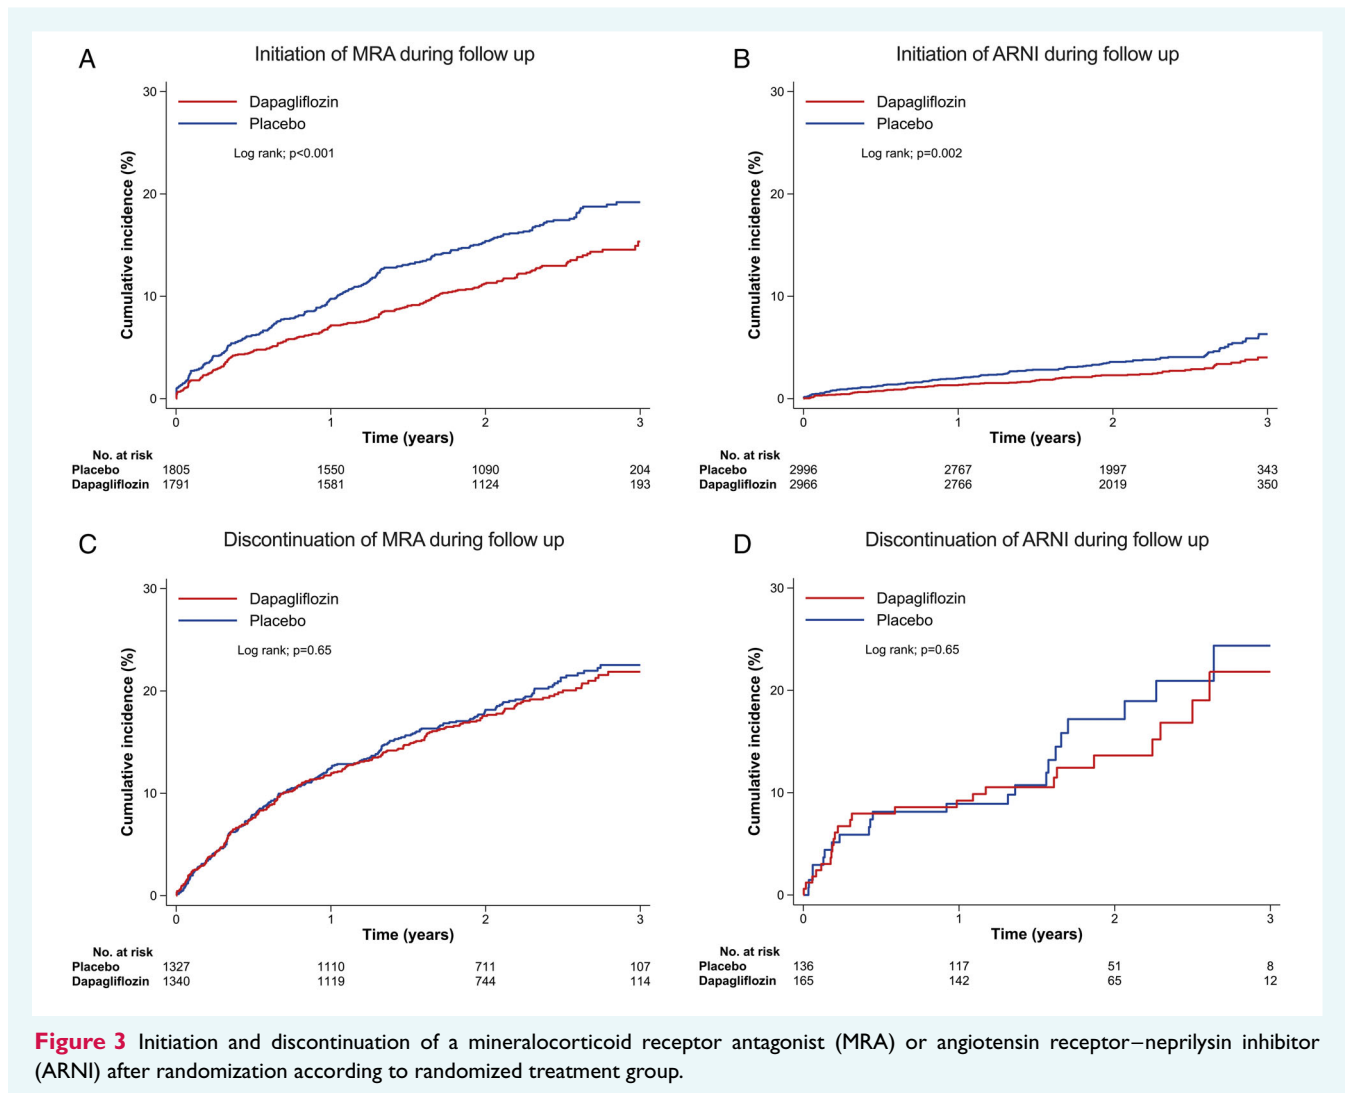 A
Initiation of MRA during follow up
30
20
10
0
Cumulative incidence (%)
Dapagliflozin
Placebo
Log rank; p<0.001
0 1 2 3
Time (years)
No. at risk
Placebo 1805 1550 1090 204
Dapagliflozin 1791 1581 1124 193
B
Initiation of ARNI during follow up
30
20
10
0
Cumulative incidence (%)
Dapagliflozin
Placebo
Log rank; p=0.002
0 1 2 3
Time (years)
No. at risk
Placebo 2996 2767 1997 343
Dapagliflozin 2966 2766 2019 350
C
Discontinuation of MRA during follow up
30
20
10
0
Cumulative incidence (%)
Dapagliflozin
Placebo
Log rank; p=0.65
0 1 2 3
Time (years)
No. at risk
Placebo 1327 1110 711 107
Dapagliflozin 1340 1119 744 114
D
Discontinuation of ARNI during follow up
30
20
10
0
Cumulative incidence (%)
Dapagliflozin
Placebo
Log rank; p=0.65
0 1 2 3
Time (years)
No. at risk
Placebo 136 117 51 8
Dapagliflozin 165 142 65 12
Figure 3 Initiation and discontinuation of a mineralocorticoid receptor antagonist (MRA) or angiotensin receptor–neprilysin inhibitor
(ARNI) after randomization according to randomized treatment group.